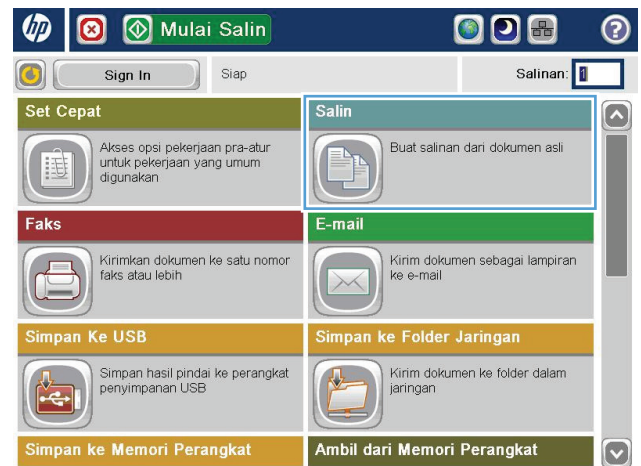 hp Mulai Salin ?
Sign In Siap Salinan: 1
Set Cepat
Akses opsi pekerjaan pra-atur
untuk pekerjaan yang umum
digunakan
Salin
Buat salinan dari dokumen asli
Faks
Kirimkan dokumen ke satu nomor
faks atau lebih
E-mail
Kirim dokumen sebagai lampiran
ke e-mail
Simpan Ke USB
Simpan hasil pindai ke perangkat
penyimpanan USB
Simpan ke Folder Jaringan
Kirim dokumen ke folder dalam
jaringan
Simpan ke Memori Perangkat
Ambil dari Memori Perangkat